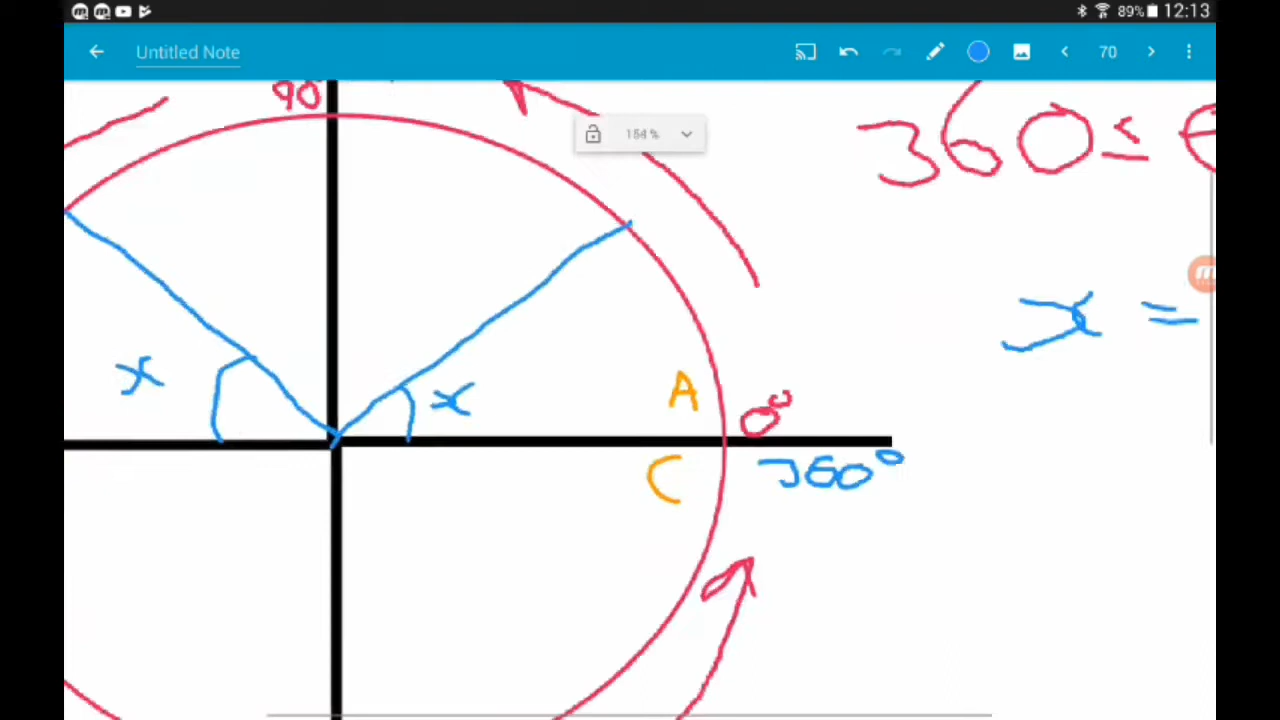 89% 12:13
Untitled Note
70
90
154 %
360 ≤ θ
x =
x
x
A
0°
C
360°